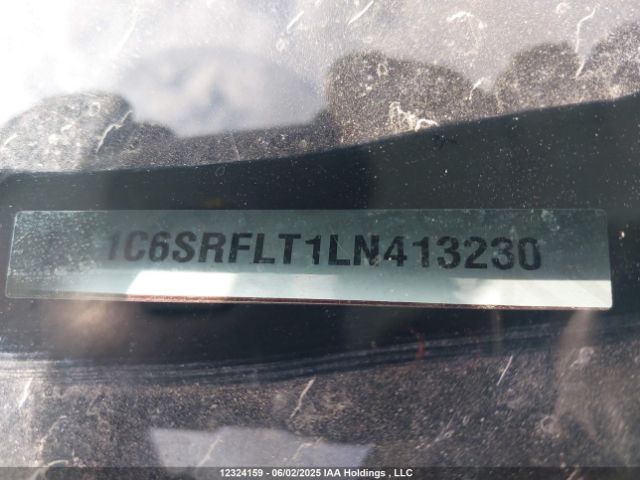 1C6SRFLT1LN413230
12324159 - 06/02/2025 IAA Holdings , LLC